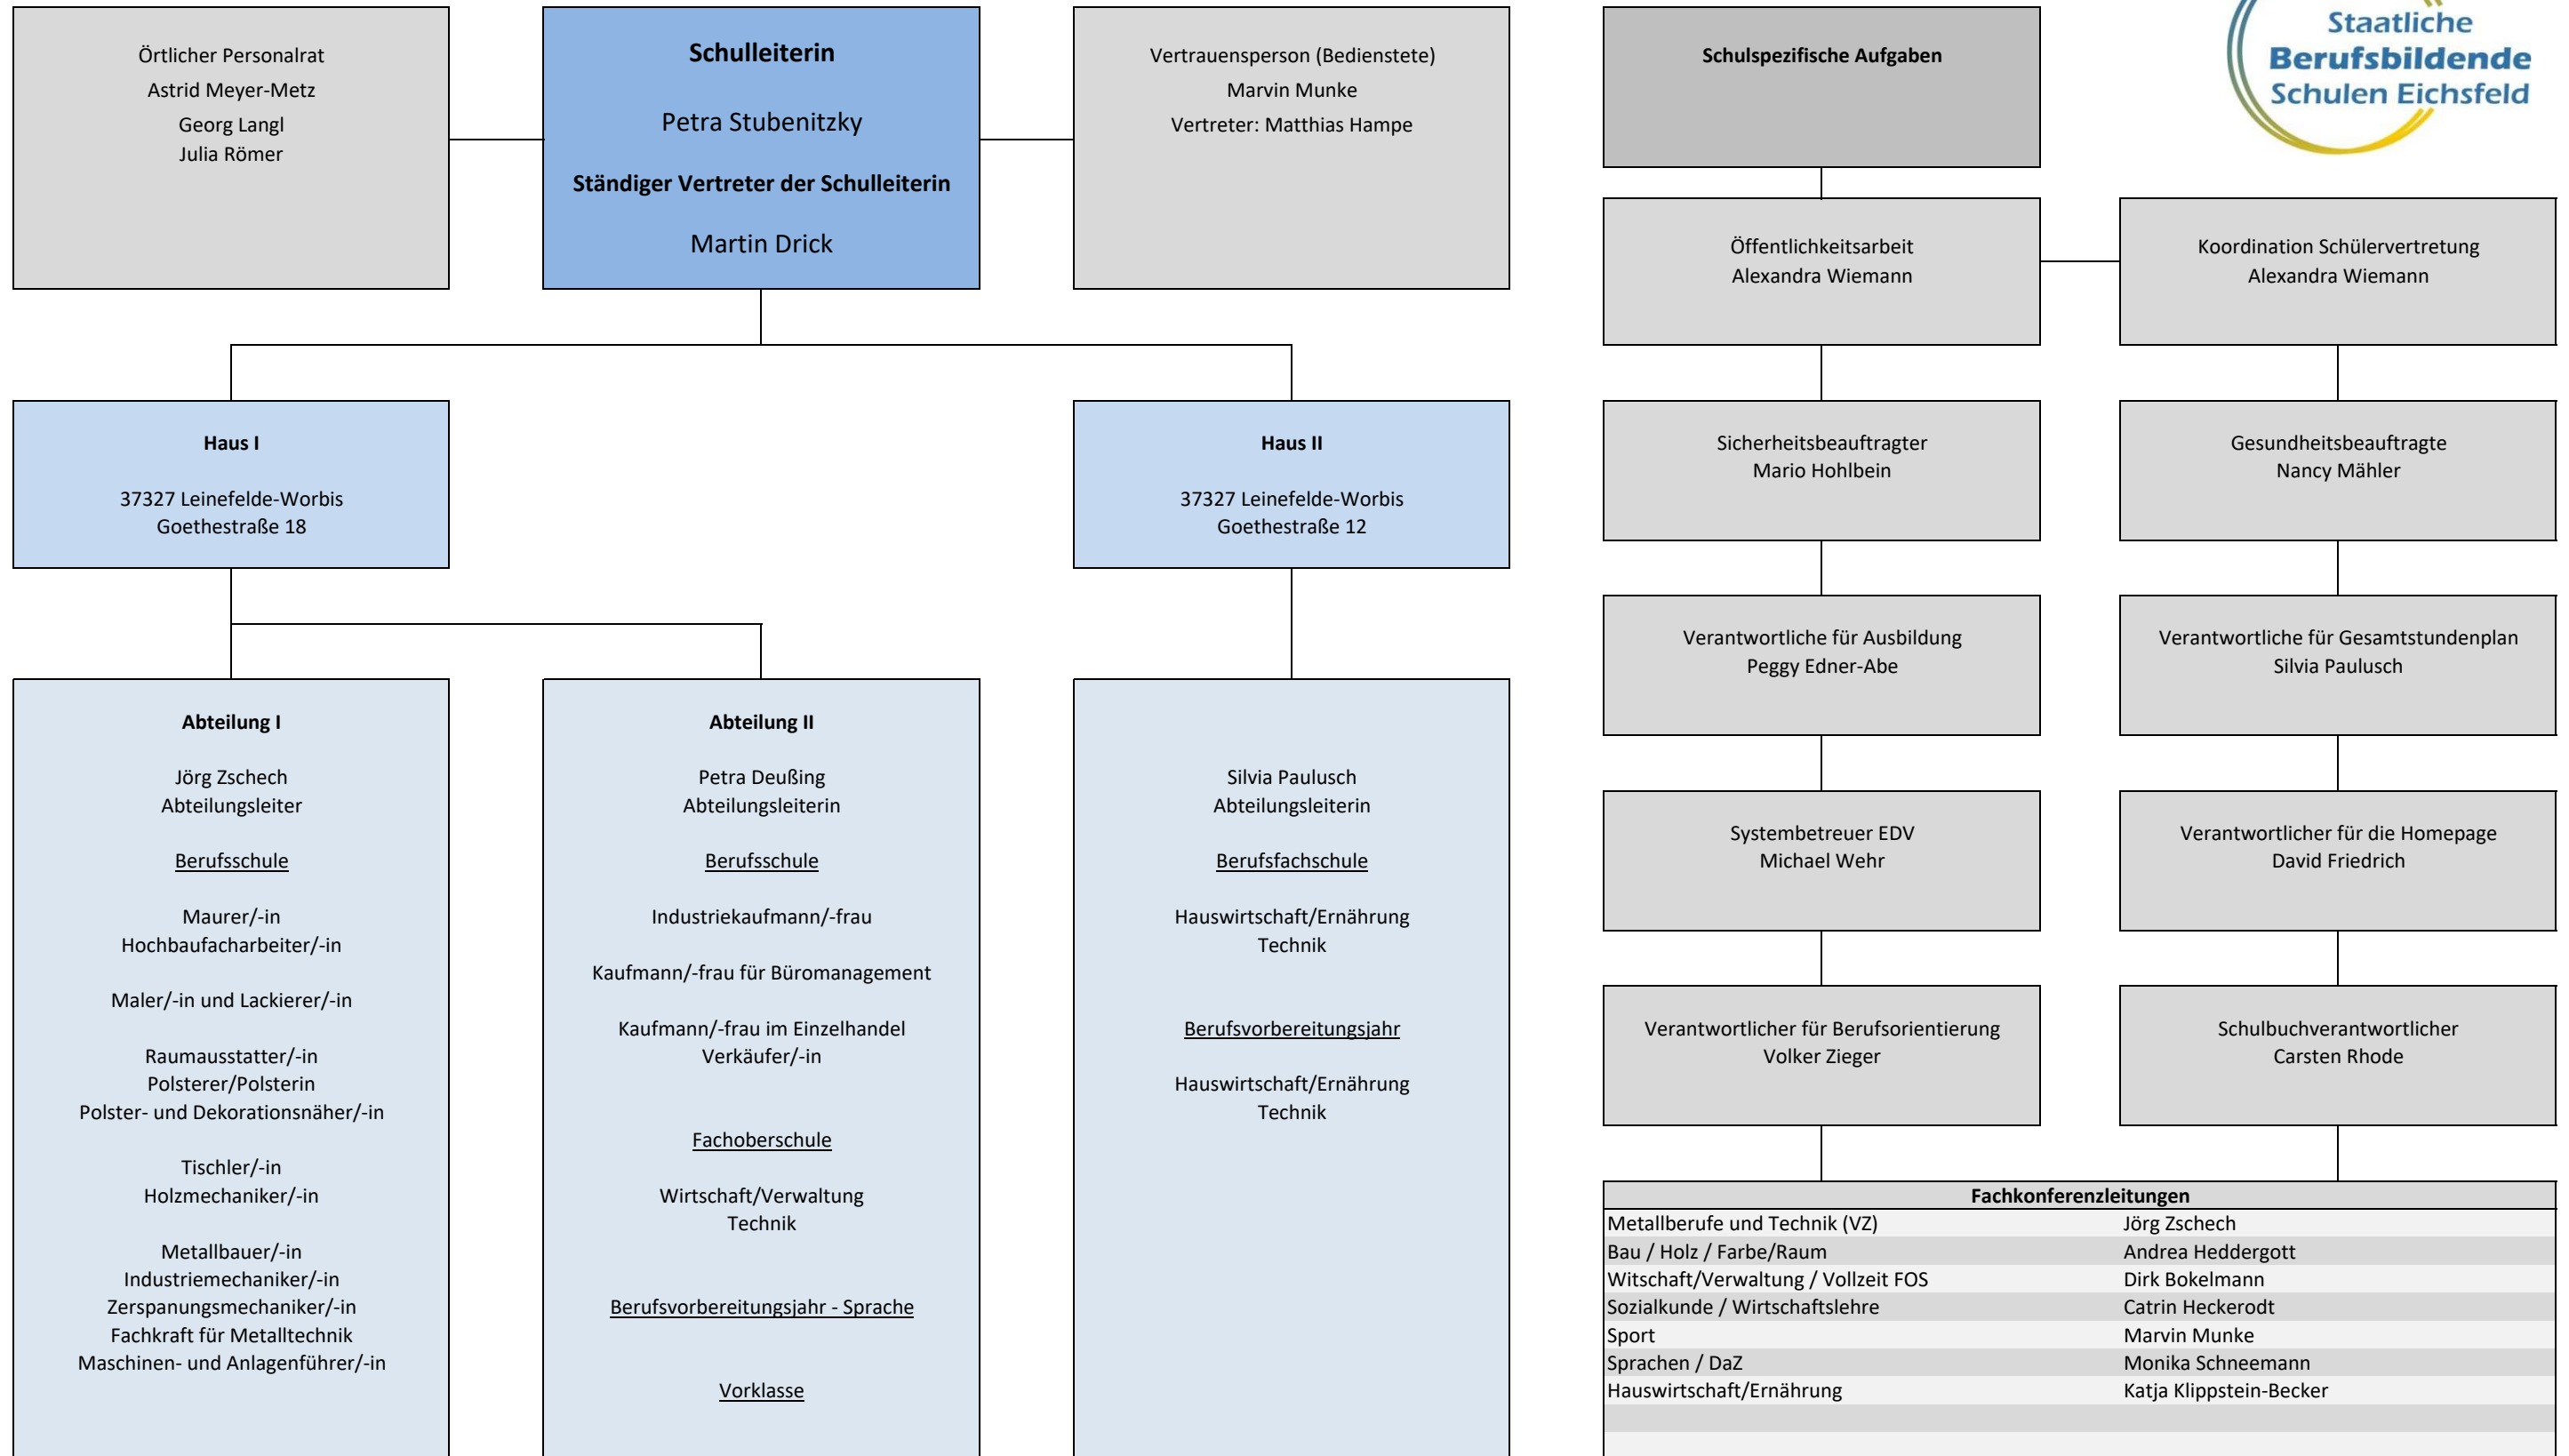 Örtlicher Personalrat
Astrid Meyer-Metz
Georg Langl
Julia Römer
Schulleiterin
Petra Stubenitzky
Ständiger Vertreter der Schulleiterin
Martin Drick
Vertrauensperson (Bedienstete)
Marvin Munke
Vertreter: Matthias Hampe
Schulspezifische Aufgaben
Staatliche
Berufsbildende
Schulen Eichsfeld
Öffentlichkeitsarbeit
Alexandra Wiemann
Koordination Schülervertretung
Alexandra Wiemann
Haus I
37327 Leinefelde-Worbis
Goethestraße 18
Haus II
37327 Leinefelde-Worbis
Goethestraße 12
Sicherheitsbeauftragter
Mario Hohlbein
Gesundheitsbeauftragte
Nancy Mähler
Verantwortliche für Ausbildung
Peggy Edner-Abe
Verantwortliche für Gesamtstundenplan
Silvia Paulusch
Abteilung I
Jörg Zschech
Abteilungsleiter
Berufsschule
Maurer/-in
Hochbaufacharbeiter/-in
Maler/-in und Lackierer/-in
Raumausstatter/-in
Polsterer/Polsterin
Polster- und Dekorationsnäher/-in
Tischler/-in
Holzmechaniker/-in
Metallbauer/-in
Industriemechaniker/-in
Zerspanungsmechaniker/-in
Fachkraft für Metalltechnik
Maschinen- und Anlagenführer/-in
Abteilung II
Petra Deußing
Abteilungsleiterin
Berufsschule
Industriekaufmann/-frau
Kaufmann/-frau für Büromanagement
Kaufmann/-frau im Einzelhandel
Verkäufer/-in
Fachoberschule
Wirtschaft/Verwaltung
Technik
Berufsvorbereitungsjahr - Sprache
Vorklasse
Silvia Paulusch
Abteilungsleiterin
Berufsfachschule
Hauswirtschaft/Ernährung
Technik
Berufsvorbereitungsjahr
Hauswirtschaft/Ernährung
Technik
Systembetreuer EDV
Michael Wehr
Verantwortlicher für die Homepage
David Friedrich
Verantwortlicher für Berufsorientierung
Volker Zieger
Schulbuchverantwortlicher
Carsten Rhode
Fachkonferenzleitungen
Metallberufe und Technik (VZ) Jörg Zschech
Bau / Holz / Farbe/Raum Andrea Heddergott
Witschaft/Verwaltung / Vollzeit FOS Dirk Bokelmann
Sozialkunde / Wirtschaftslehre Catrin Heckerodt
Sport Marvin Munke
Sprachen / DaZ Monika Schneemann
Hauswirtschaft/Ernährung Katja Klippstein-Becker